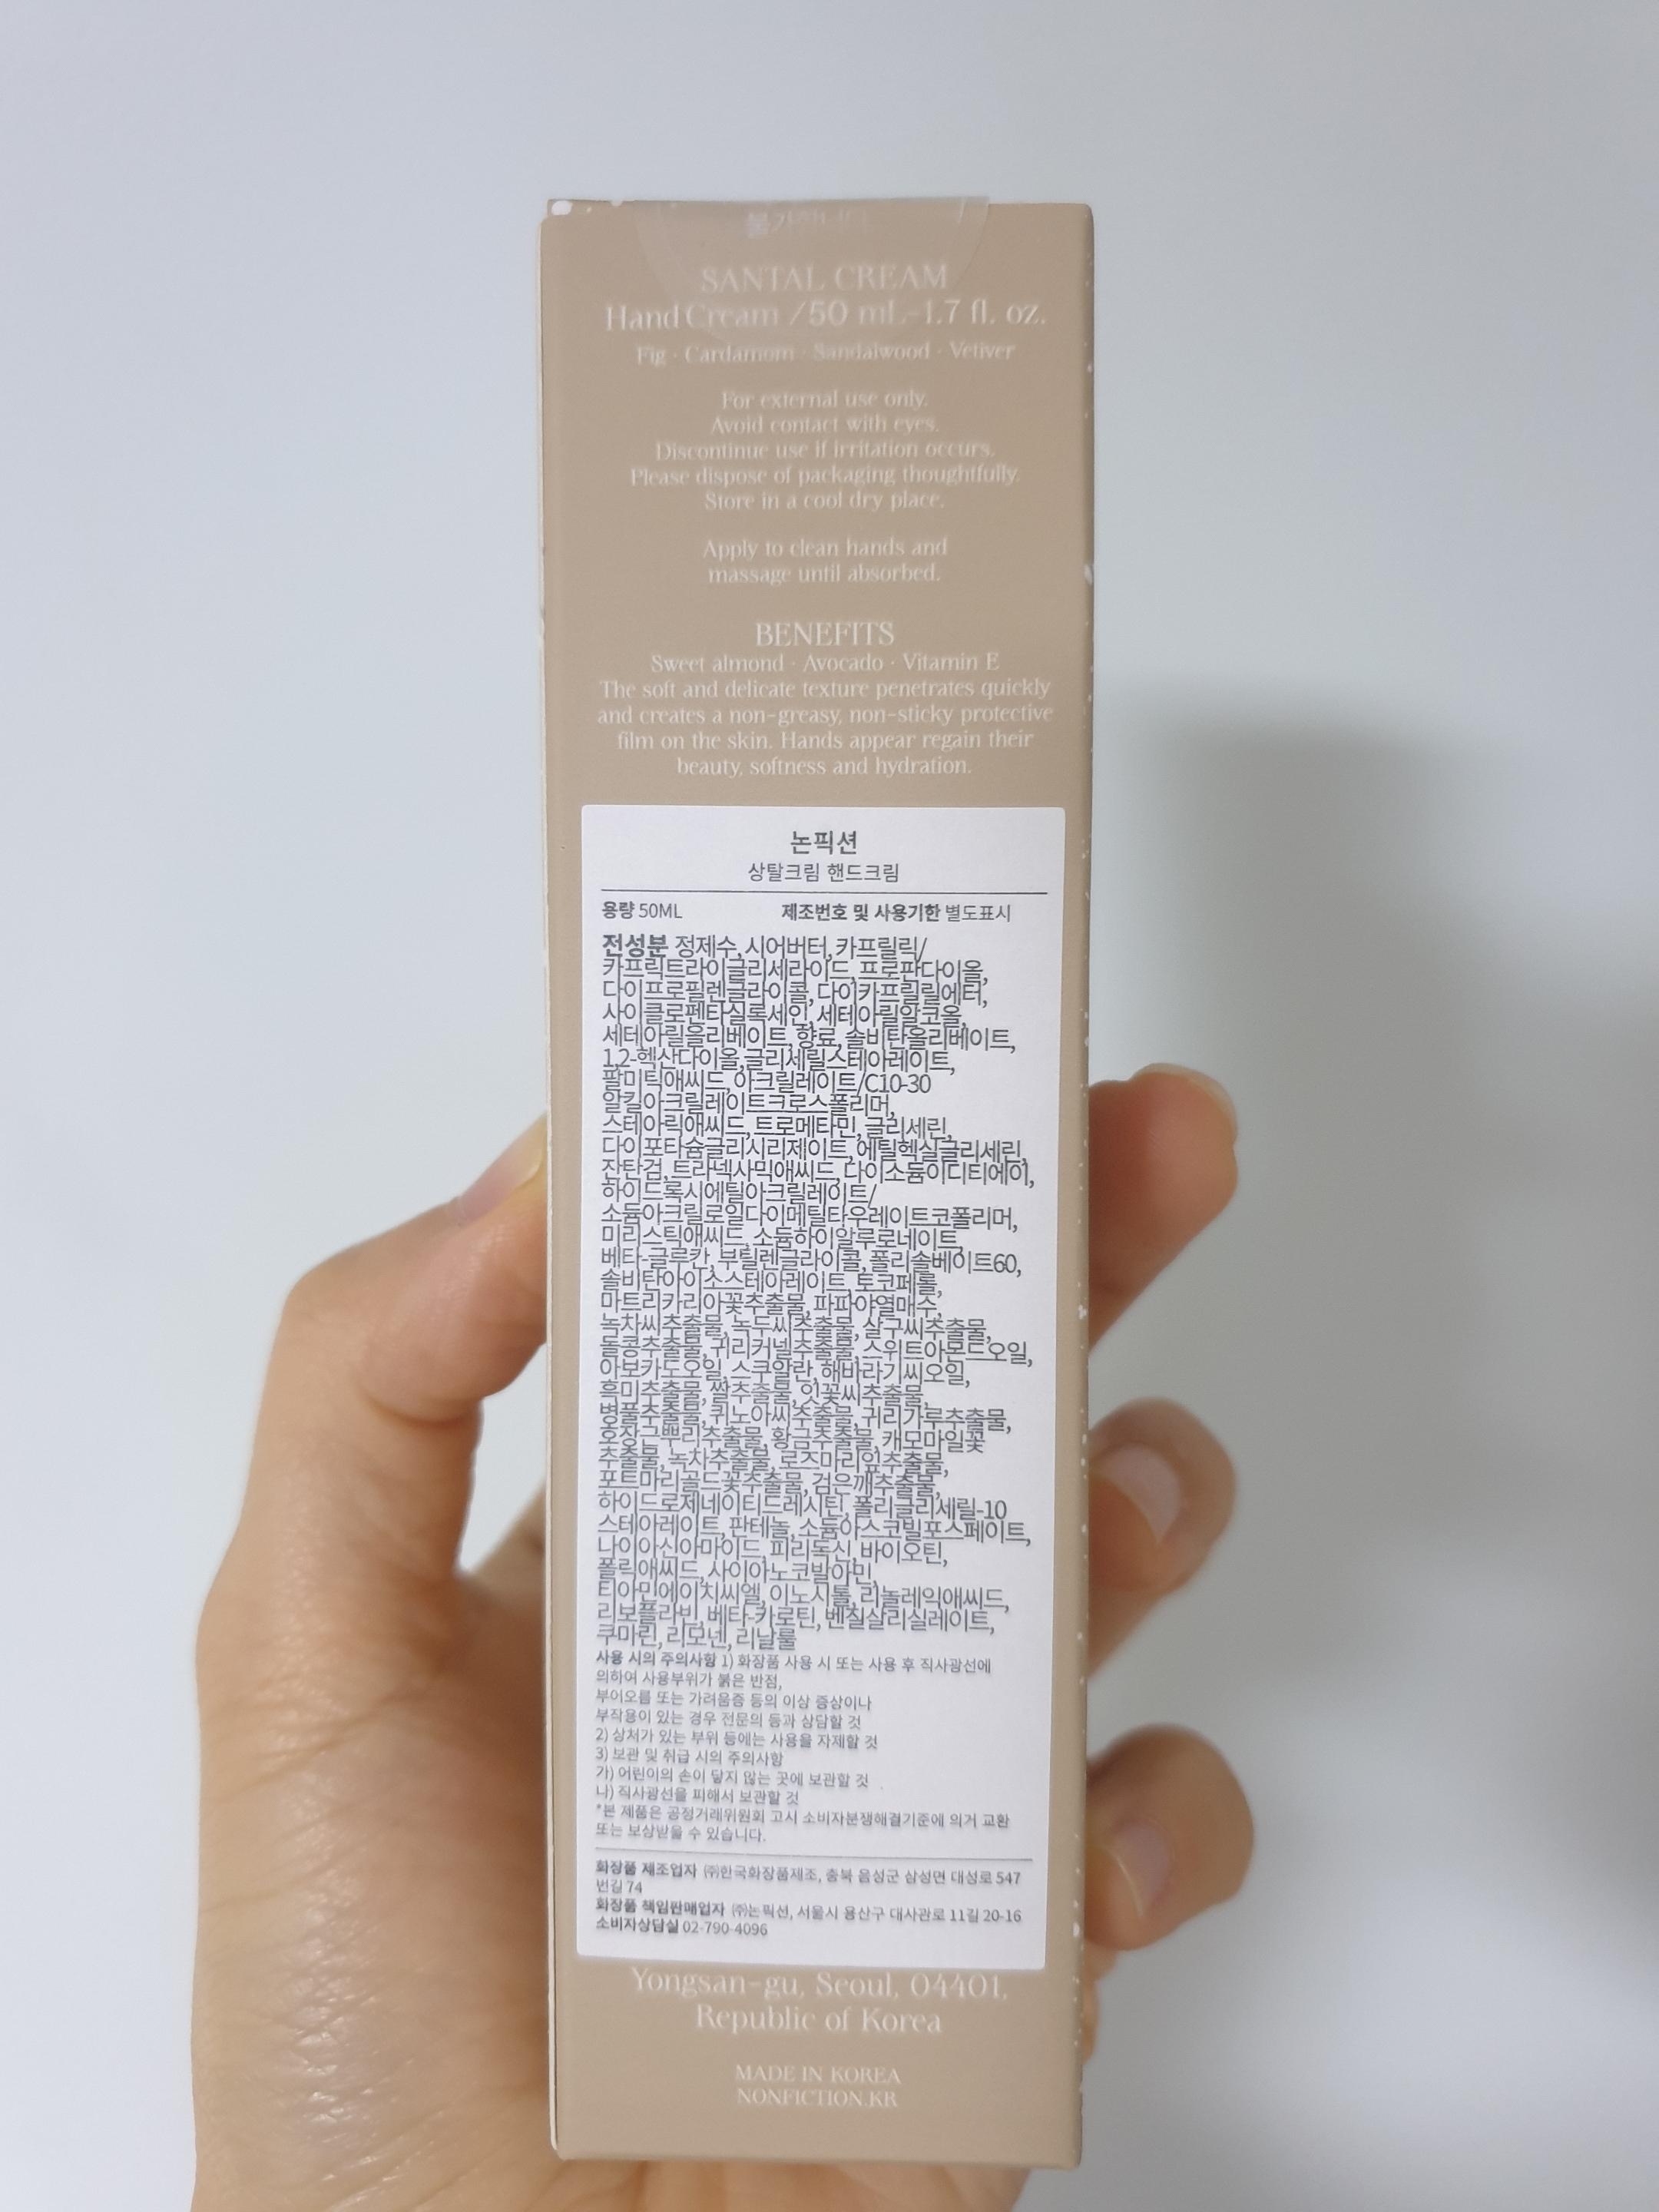 SANTAL CREAM
Hand Cream / 50 mL-1.7 fl. oz.
Fig · Cardamom · Sandalwood · Vetiver
For external use only.
Avoid contact with eyes.
Discontinue use if irritation occurs.
Please dispose of packaging thoughtfully.
Store in a cool dry place.
Apply to clean hands and
massage until absorbed.
BENEFITS
Sweet almond · Avocado · Vitamin E
The soft and delicate texture penetrates quickly
and creates a non-greasy, non-sticky protective
film on the skin. Hands appear regain their
beauty, softness and hydration.
논픽션
상탈크림 핸드크림
용량 50ML 제조번호 및 사용기한 별도표시
전성분 정제수, 시어버터, 카프릴릭/
카프릭트라이글리세라이드, 프로판다이올,
다이프로필렌글라이콜, 다이카프릴릴에터,
사이클로펜타실록세인, 세테아릴알코올,
세테아릴올리베이트, 향료, 솔비탄올리베이트,
1,2-헥산다이올,글리세릴스테아레이트,
팔미틱애씨드, 아크릴레이트/C10-30
알킬아크릴레이트크로스폴리머,
스테아릭애씨드, 트로메타민, 글리세린,
다이포타슘글리시리제이트, 에틸헥실글리세린,
잔탄검, 트라넥사믹애씨드, 다이소듐이디티에이,
하이드록시에틸아크릴레이트/
소듐아크릴로일다이메틸타우레이트코폴리머,
미리스틱애씨드, 소듐하이알루로네이트,
베타-글루칸, 부틸렌글라이콜, 폴리솔베이트60,
솔비탄아이소스테아레이트, 토코페롤,
마트리카리아꽃추출물, 파파야열매수,
녹차씨추출물, 녹두씨추출물, 살구씨추출물,
돌콩추출물, 귀리커넬추출물, 스위트아몬드오일,
아보카도오일, 스쿠알란, 해바라기씨오일,
흑미추출물, 쌀추출물, 잇꽃씨추출물,
병풀추출물, 퀴노아씨추출물, 귀리가루추출물,
호장근뿌리추출물, 황금추출물, 캐모마일꽃
추출물, 녹차추출물, 로즈마리잎추출물,
포트마리골드꽃추출물, 검은깨추출물,
하이드로제네이티드레시틴, 폴리글리세릴-10
스테아레이트, 판테놀, 소듐아스코빌포스페이트,
나이아신아마이드, 피리독신, 바이오틴,
폴릭애씨드, 사이아노코발아민,
티아민에이치씨엘, 이노시톨, 리놀레익애씨드,
리보플라빈, 베타-카로틴, 벤질살리실레이트,
쿠마린, 리모넨, 리날룰
사용 시의 주의사항 1) 화장품 사용 시 또는 사용 후 직사광선에
의하여 사용부위가 붉은 반점,
부어오름 또는 가려움증 등의 이상 증상이나
부작용이 있는 경우 전문의 등과 상담할 것
2) 상처가 있는 부위 등에는 사용을 자제할 것
3) 보관 및 취급 시의 주의사항
가) 어린이의 손이 닿지 않는 곳에 보관할 것
나) 직사광선을 피해서 보관할 것
*본 제품은 공정거래위원회 고시 소비자분쟁해결기준에 의거 교환
또는 보상받을 수 있습니다.
화장품 제조업자 ㈜한국화장품제조, 충북 음성군 삼성면 대성로 547
번길 74
화장품 책임판매업자 ㈜논픽션, 서울시 용산구 대사관로 11길 20-16
소비자상담실 02-790-4096
Yongsan-gu, Seoul, 04401,
Republic of Korea
MADE IN KOREA
NONFICTION.KR